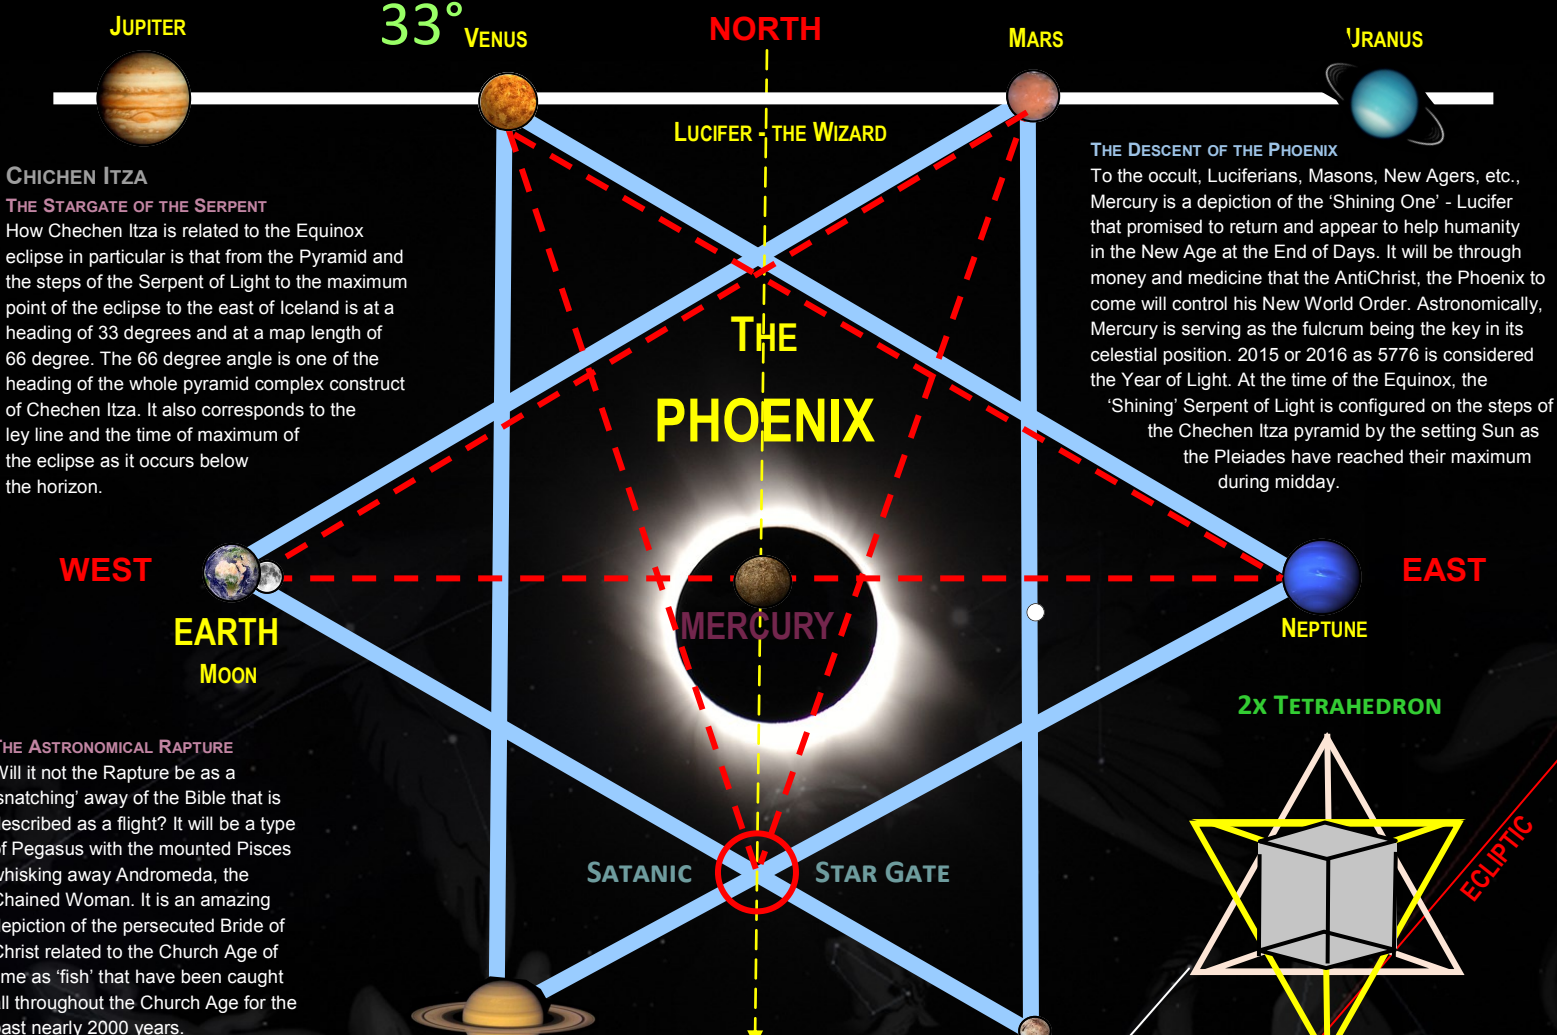 JUPITER
33°
VENUS
NORTH
MARS
URANUS
LUCIFER - THE WIZARD
CHICHEN ITZA
THE STARGATE OF THE SERPENT
How Chechen Itza is related to the Equinox
eclipse in particular is that from the Pyramid and
the steps of the Serpent of Light to the maximum
point of the eclipse to the east of Iceland is at a
heading of 33 degrees and at a map length of
66 degree. The 66 degree angle is one of the
heading of the whole pyramid complex construct
of Chechen Itza. It also corresponds to the
ley line and the time of maximum of
the eclipse as it occurs below
the horizon.
THE DESCENT OF THE PHOENIX
To the occult, Luciferians, Masons, New Agers, etc.,
Mercury is a depiction of the ‘Shining One’ - Lucifer
that promised to return and appear to help humanity
in the New Age at the End of Days. It will be through
money and medicine that the AntiChrist, the Phoenix to
come will control his New World Order. Astronomically,
Mercury is serving as the fulcrum being the key in its
celestial position. 2015 or 2016 as 5776 is considered
the Year of Light. At the time of the Equinox, the
‘Shining’ Serpent of Light is configured on the steps of
the Chechen Itza pyramid by the setting Sun as
the Pleiades have reached their maximum
during midday.
THE
PHOENIX
WEST
EAST
MERCURY
EARTH
MOON
NEPTUNE
2X TETRAHEDRON
THE ASTRONOMICAL RAPTURE
Will it not the Rapture be as a
snatching’ away of the Bible that is
described as a flight? It will be a type
of Pegasus with the mounted Pisces
whisking away Andromeda, the
Chained Woman. It is an amazing
depiction of the persecuted Bride of
Christ related to the Church Age of
me as ‘fish’ that have been caught
all throughout the Church Age for the
past nearly 2000 years.
SATANIC STAR GATE
ECLIPTIC